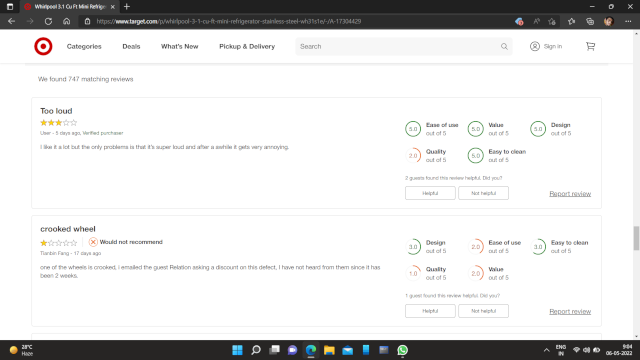 Whirlpool 3.1 Cu Ft Mini Refrige
https://www.target.com/p/whirlpool-3-1-cu-ft-mini-refrigerator-stainless-steel-wh31s1e/-/A-17304429
Categories Deals What's New Pickup & Delivery Search Sign in
We found 747 matching reviews
Too loud
User - 5 days ago, Verified purchaser
I like it a lot but the only problems is that it's super loud and after a awhile it gets very annoying.
5.0 Ease of use out of 5
5.0 Value out of 5
5.0 Design out of 5
2.0 Quality out of 5
5.0 Easy to clean out of 5
2 guests found this review helpful. Did you?
Helpful Not helpful Report review
crooked wheel
Would not recommend
Tianbin Fang - 17 days ago
one of the wheels is crooked, I emailed the guest Relation asking a discount on this defect, I have not heard from them since it has
been 2 weeks.
3.0 Design out of 5
2.0 Ease of use out of 5
3.0 Easy to clean out of 5
1.0 Quality out of 5
2.0 Value out of 5
1 guest found this review helpful. Did you?
Helpful Not helpful Report review
28°C
Haze
ENG
IN
9:04
06-05-2022